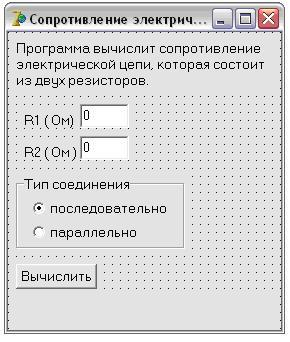 Сопротивление электрич...
Программа вычислит сопротивление
электрической цепи, которая состоит
из двух резисторов.
R1 ( Ом) 0
R2 ( Ом ) 0
Тип соединения
последовательно
параллельно
Вычислить